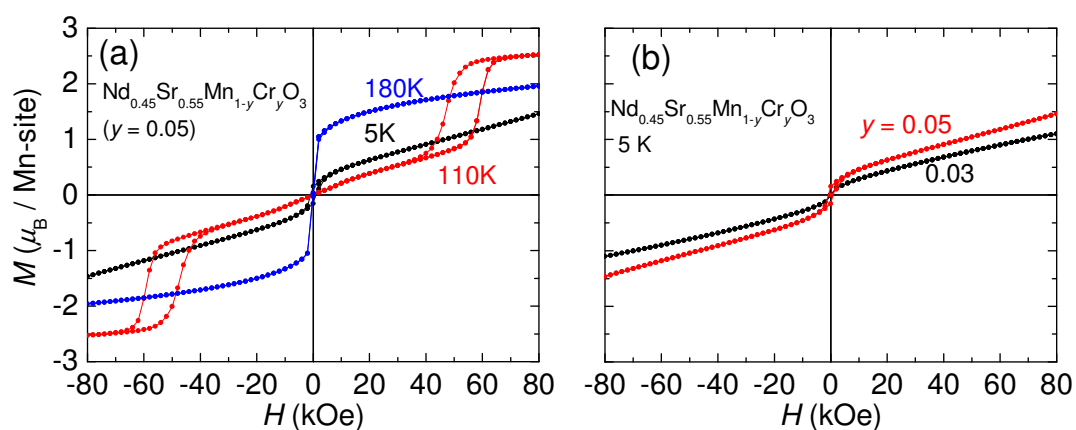 (a)
Nd0.45Sr0.55Mn1-yCryO3
(y = 0.05)
180K
5K
110K
3
2
1
0
-1
-2
-3
M (μB / Mn-site)
-80 -60 -40 -20 0 20 40 60 80
H (kOe)
(b)
Nd0.45Sr0.55Mn1-yCryO3
5 K
y = 0.05
0.03
-80 -60 -40 -20 0 20 40 60 80
H (kOe)